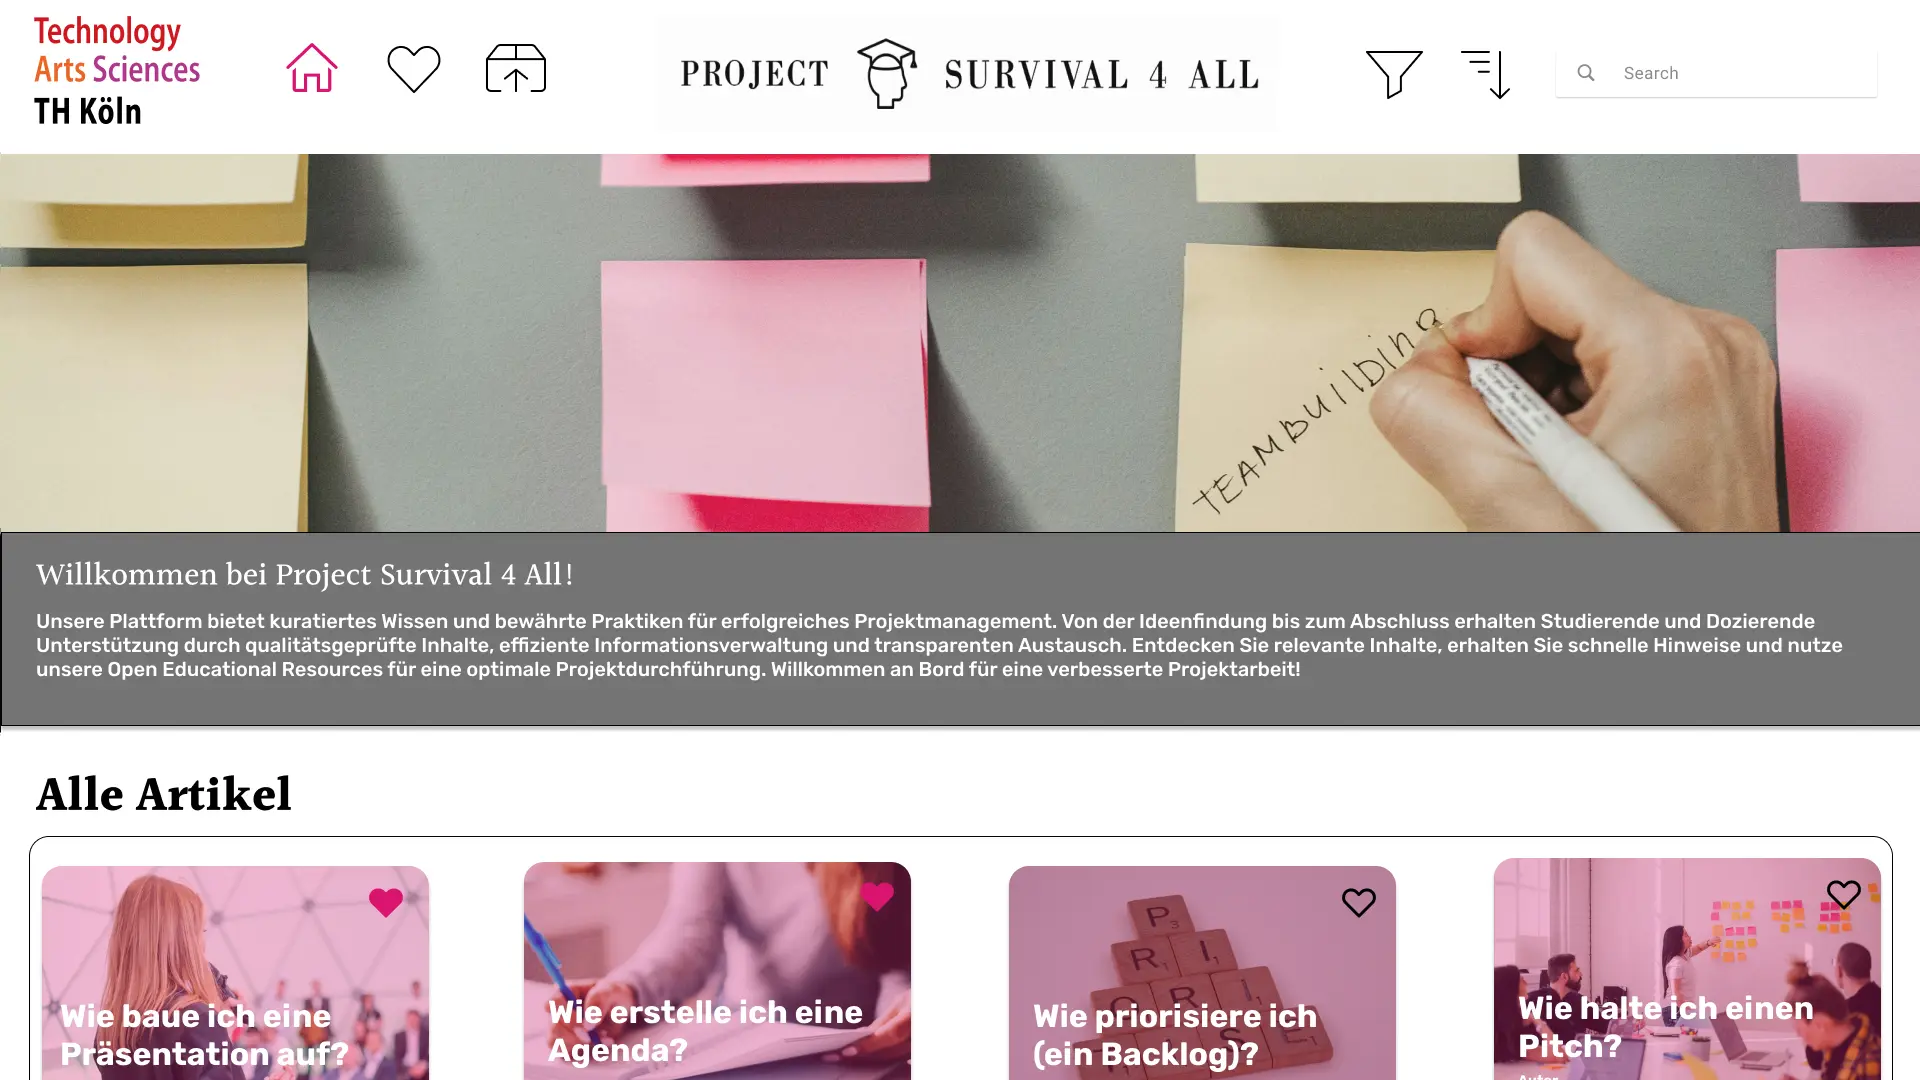 Technology
Arts Sciences
TH Köln
PROJECT SURVIVAL 4 ALL
Search
TEAMBUILDING
Willkommen bei Project Survival 4 All!
Unsere Plattform bietet kuratiertes Wissen und bewährte Praktiken für erfolgreiches Projektmanagement. Von der Ideenfindung bis zum Abschluss erhalten Studierende und Dozierende
Unterstützung durch qualitätsgeprüfte Inhalte, effiziente Informationsverwaltung und transparenten Austausch. Entdecken Sie relevante Inhalte, erhalten Sie schnelle Hinweise und nutze
unsere Open Educational Resources für eine optimale Projektdurchführung. Willkommen an Bord für eine verbesserte Projektarbeit!
Alle Artikel
Wie baue ich eine
Präsentation auf?
Wie erstelle ich eine
Agenda?
P
R I
O R I
S E
Wie priorisiere ich
(ein Backlog)?
Wie halte ich einen
Pitch?
Autor